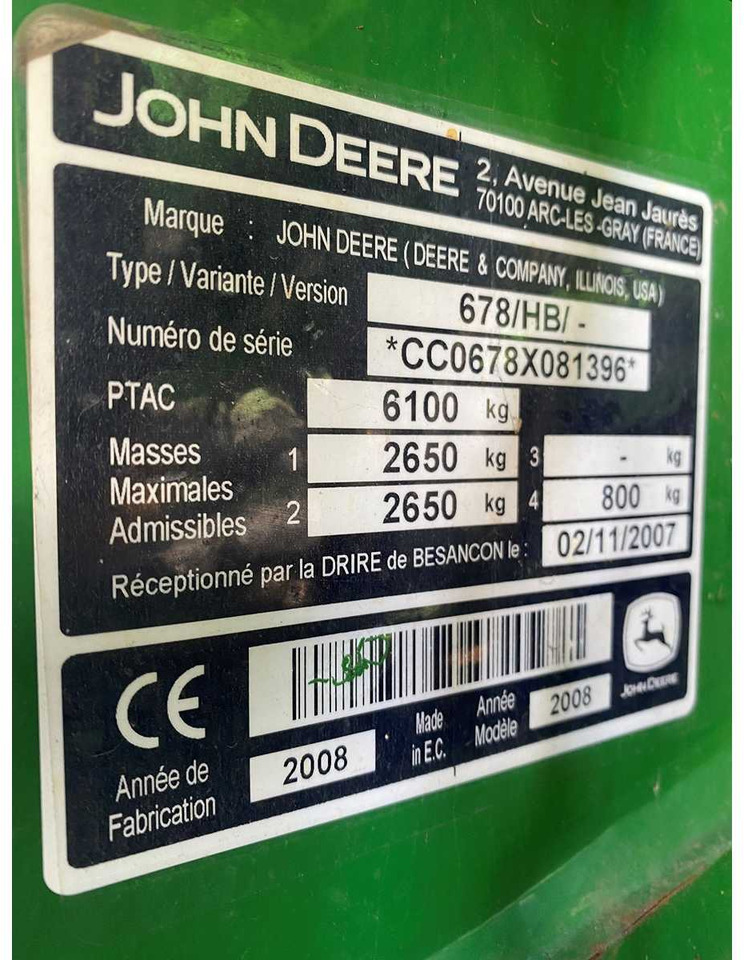 JOHN DEERE
2, Avenue Jean Jaurès
70100 ARC-LES -GRAY (FRANCE)
Marque : JOHN DEERE ( DEERE & COMPANY, ILLINOIS, USA )
Type / Variante / Version 678/HB/ -
Numéro de série *CC0678X081396*
PTAC 6100 kg
Masses 1 2650 kg 3 - kg
Maximales
Admissibles 2 2650 kg 4 800 kg
Réceptionné par la DRIRE de BESANCON le : 02/11/2007
CE
JOHN DEERE
Année de
Fabrication 2008
Made
in E.C.
Année
Modèle 2008